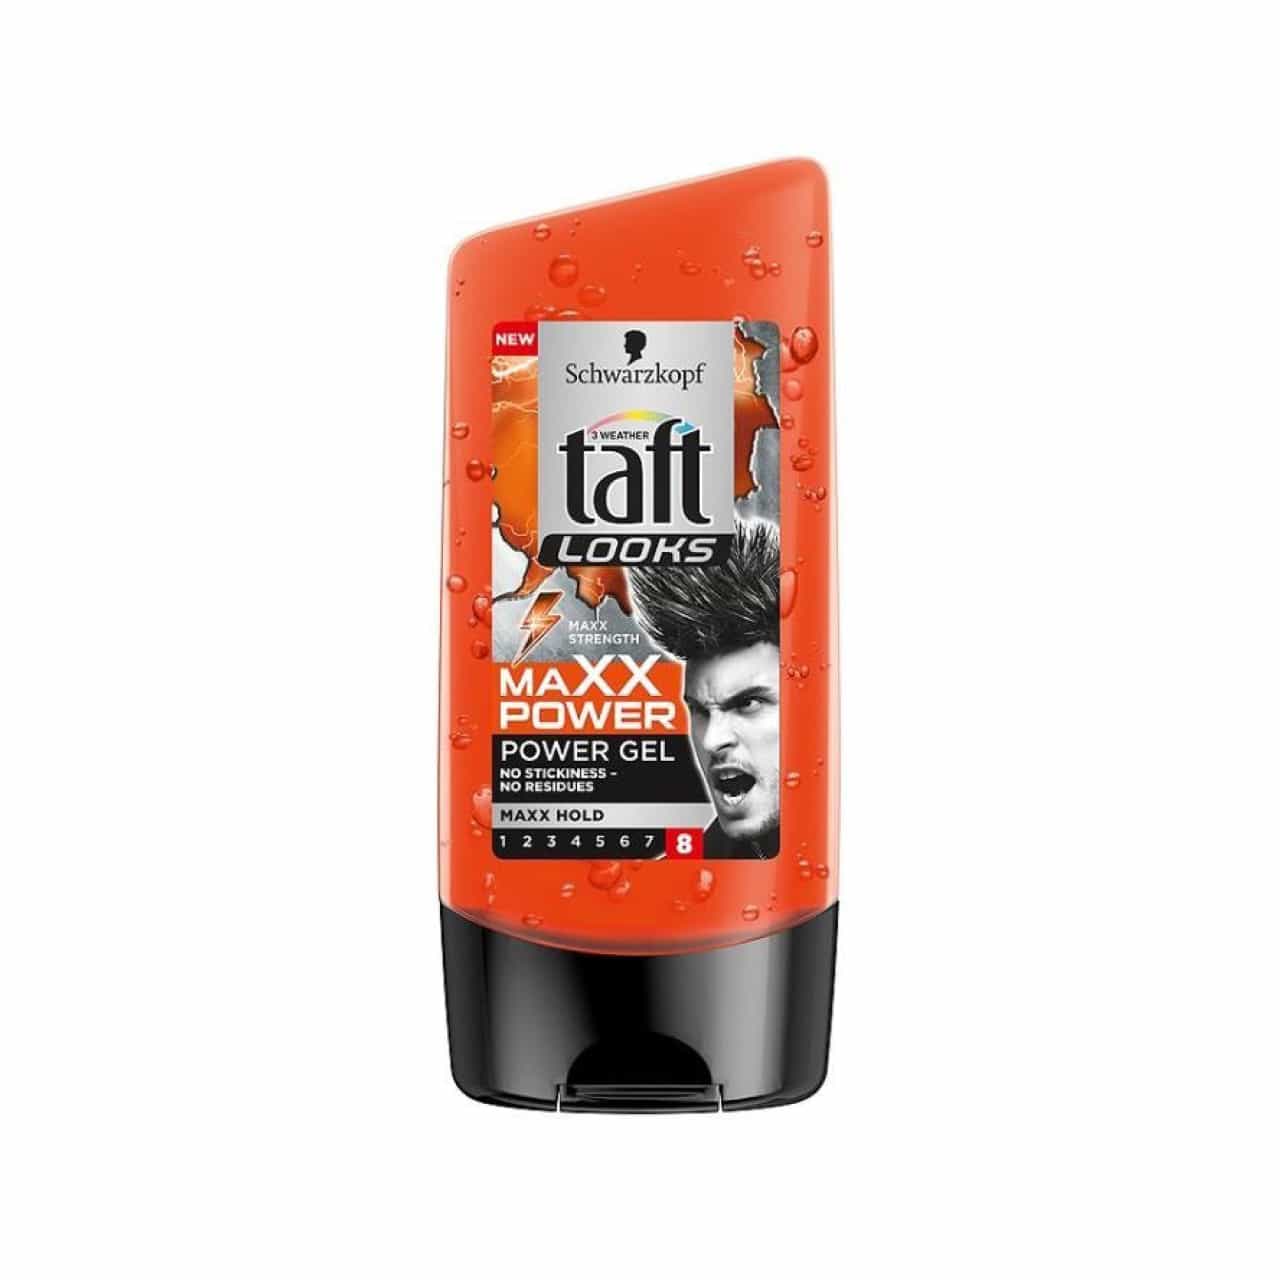 NEW
Schwarzkopf
3 WEATHER
taft
LOOKS
MAXX
STRENGTH
MAXX
POWER
POWER GEL
NO STICKINESS –
NO RESIDUES
MAXX HOLD
1 2 3 4 5 6 7 8